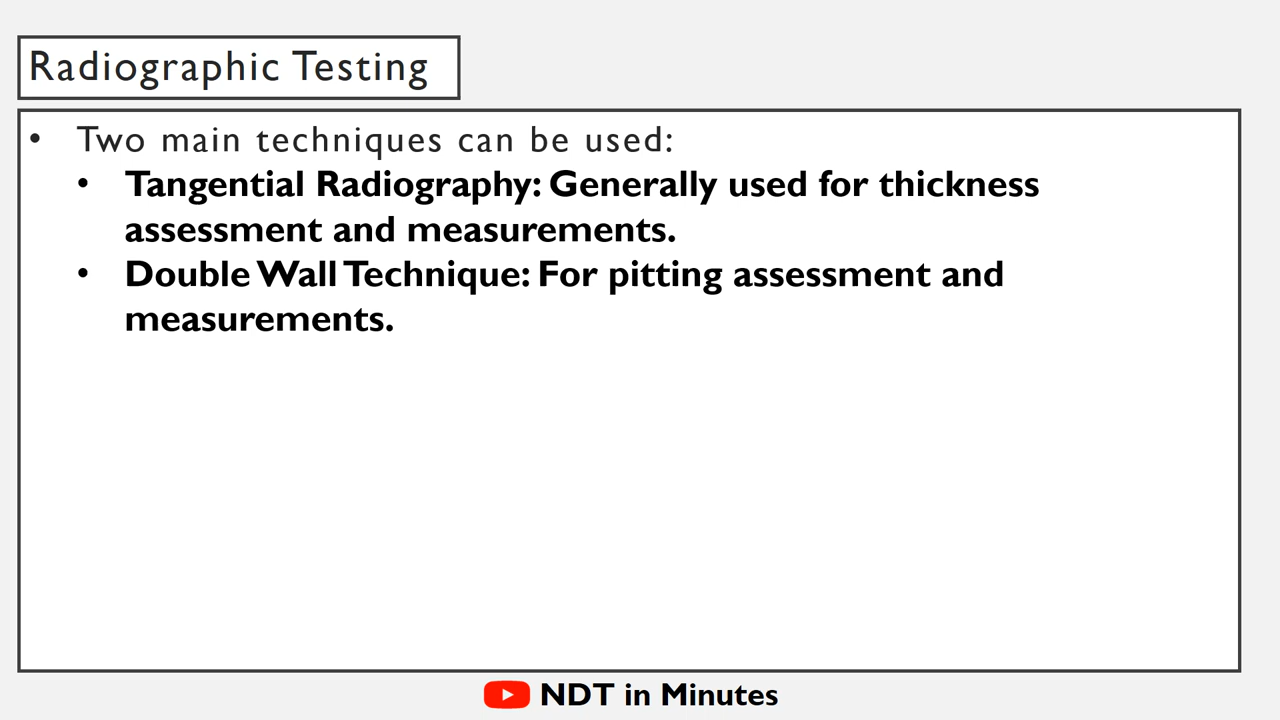 Radiographic Testing
• Two main techniques can be used:
• Tangential Radiography: Generally used for thickness
assessment and measurements.
• Double Wall Technique: For pitting assessment and
measurements.
NDT in Minutes